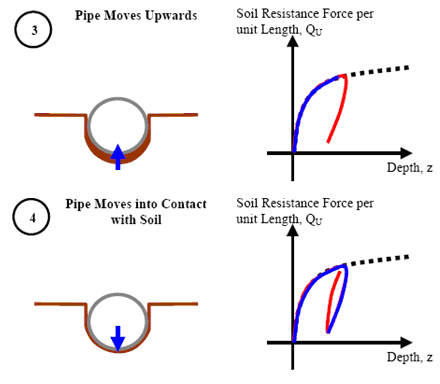 3
Pipe Moves Upwards
Soil Resistance Force per
unit Length, QU
Depth, z
4
Pipe Moves into Contact
with Soil
Soil Resistance Force per
unit Length, QU
Depth, z